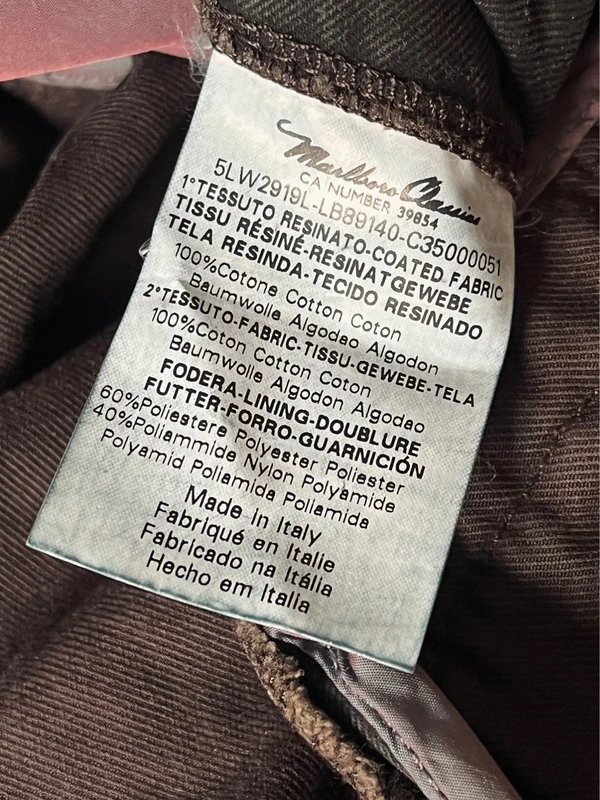 Marlboro Classics
CA NUMBER 39854
5LW2919L-LB89140-C35000051
1°TESSUTO RESINATO-COATED FABRIC
TISSU RÉSINÉ-RESINATGEWEBE
TELA RESINDA-TECIDO RESINADO
100%Cotone Cotton Coton
Baumwolle Algodao Algodon
2°TESSUTO-FABRIC-TISSU-GEWEBE-TELA
100%Coton Cotton Coton
Baumwolle Algodon Algodao
FODERA-LINING-DOUBLURE
FUTTER-FORRO-GUARNICIÓN
60%Poliestere Polyester Poliester
40%Poliammide Nylon Polyamide
Polyamid Poliamida Poliamida
Made in Italy
Fabriqué en Italie
Fabricado na Itália
Hecho em Italia